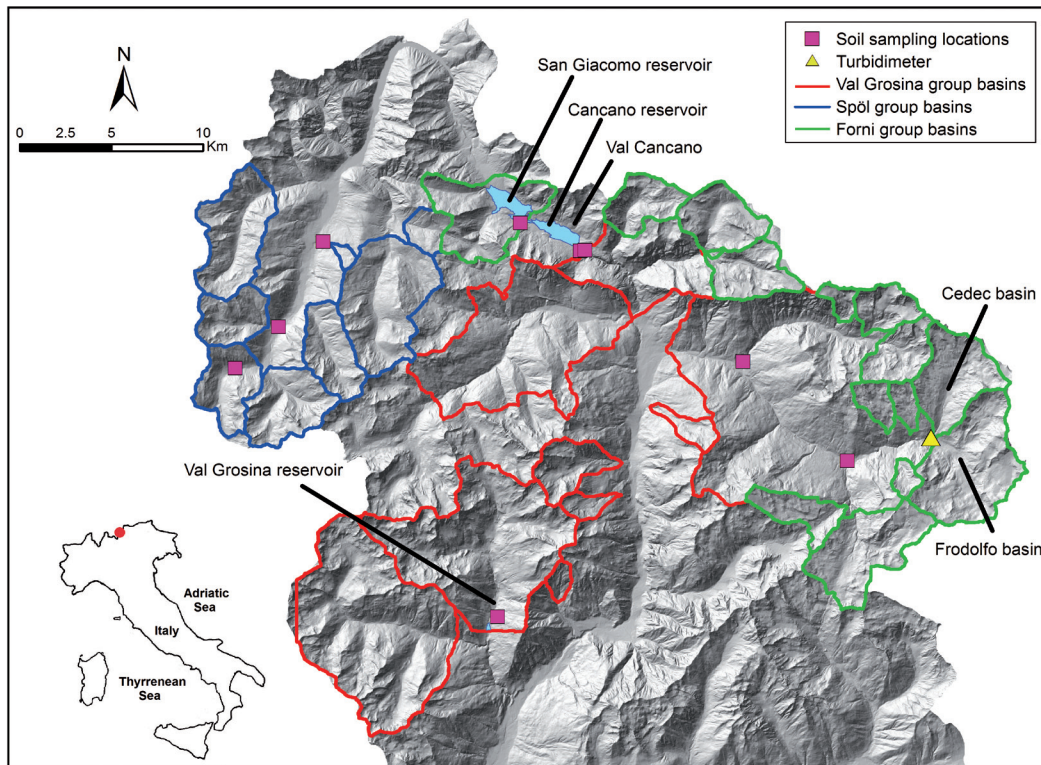 N
0 2.5 5 10
Km
San Giacomo reservoir
Cancano reservoir
Val Cancano
Soil sampling locations
Turbidimeter
Val Grosina group basins
Spöl group basins
Forni group basins
Cedec basin
Val Grosina reservoir
Frodolfo basin
Adriatic
Sea
Italy
Thyrrenean
Sea